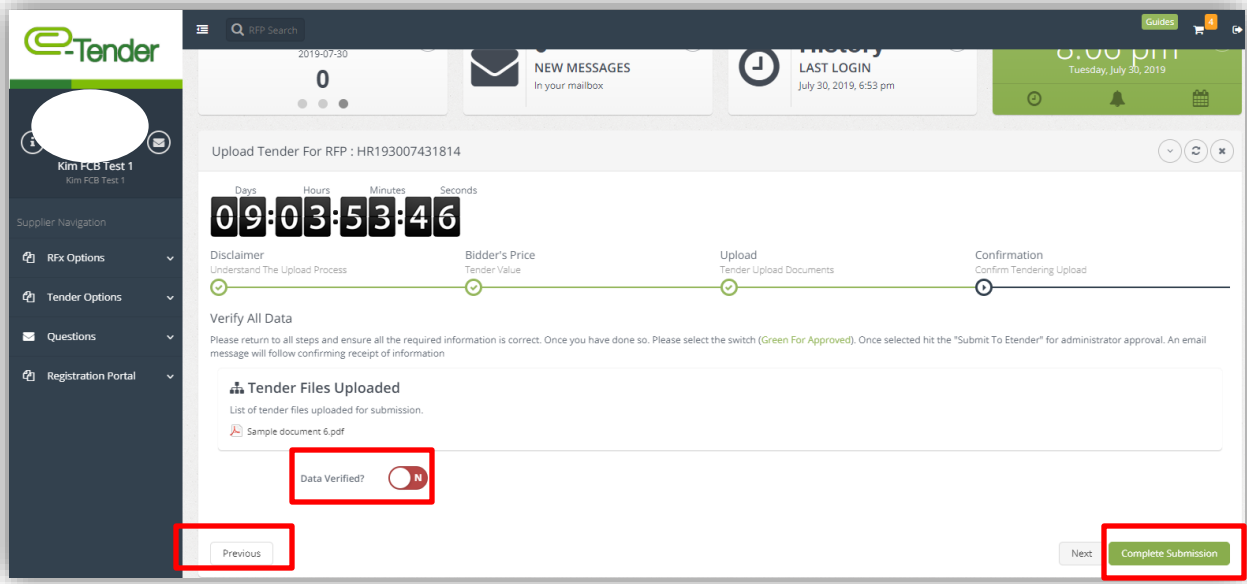 e-Tender
RFP Search
Guides
4
2019-07-30
0
NEW MESSAGES
In your mailbox
History
LAST LOGIN
July 30, 2019, 6:53 pm
8:00 pm
Tuesday, July 30, 2019
Kim FCB Test 1
Kim FCB Test 1
Supplier Navigation
RFx Options
Tender Options
Questions
Registration Portal
Upload Tender For RFP : HR193007431814
Days Hours Minutes Seconds
09:03:53:46
Disclaimer
Understand The Upload Process
Bidder's Price
Tender Value
Upload
Tender Upload Documents
Confirmation
Confirm Tendering Upload
Verify All Data
Please return to all steps and ensure all the required information is correct. Once you have done so. Please select the switch (Green For Approved). Once selected hit the "Submit To Etender" for administrator approval. An email
message will follow confirming receipt of information
Tender Files Uploaded
List of tender files uploaded for submission.
Sample document 6.pdf
Data Verified? N
Previous
Next
Complete Submission